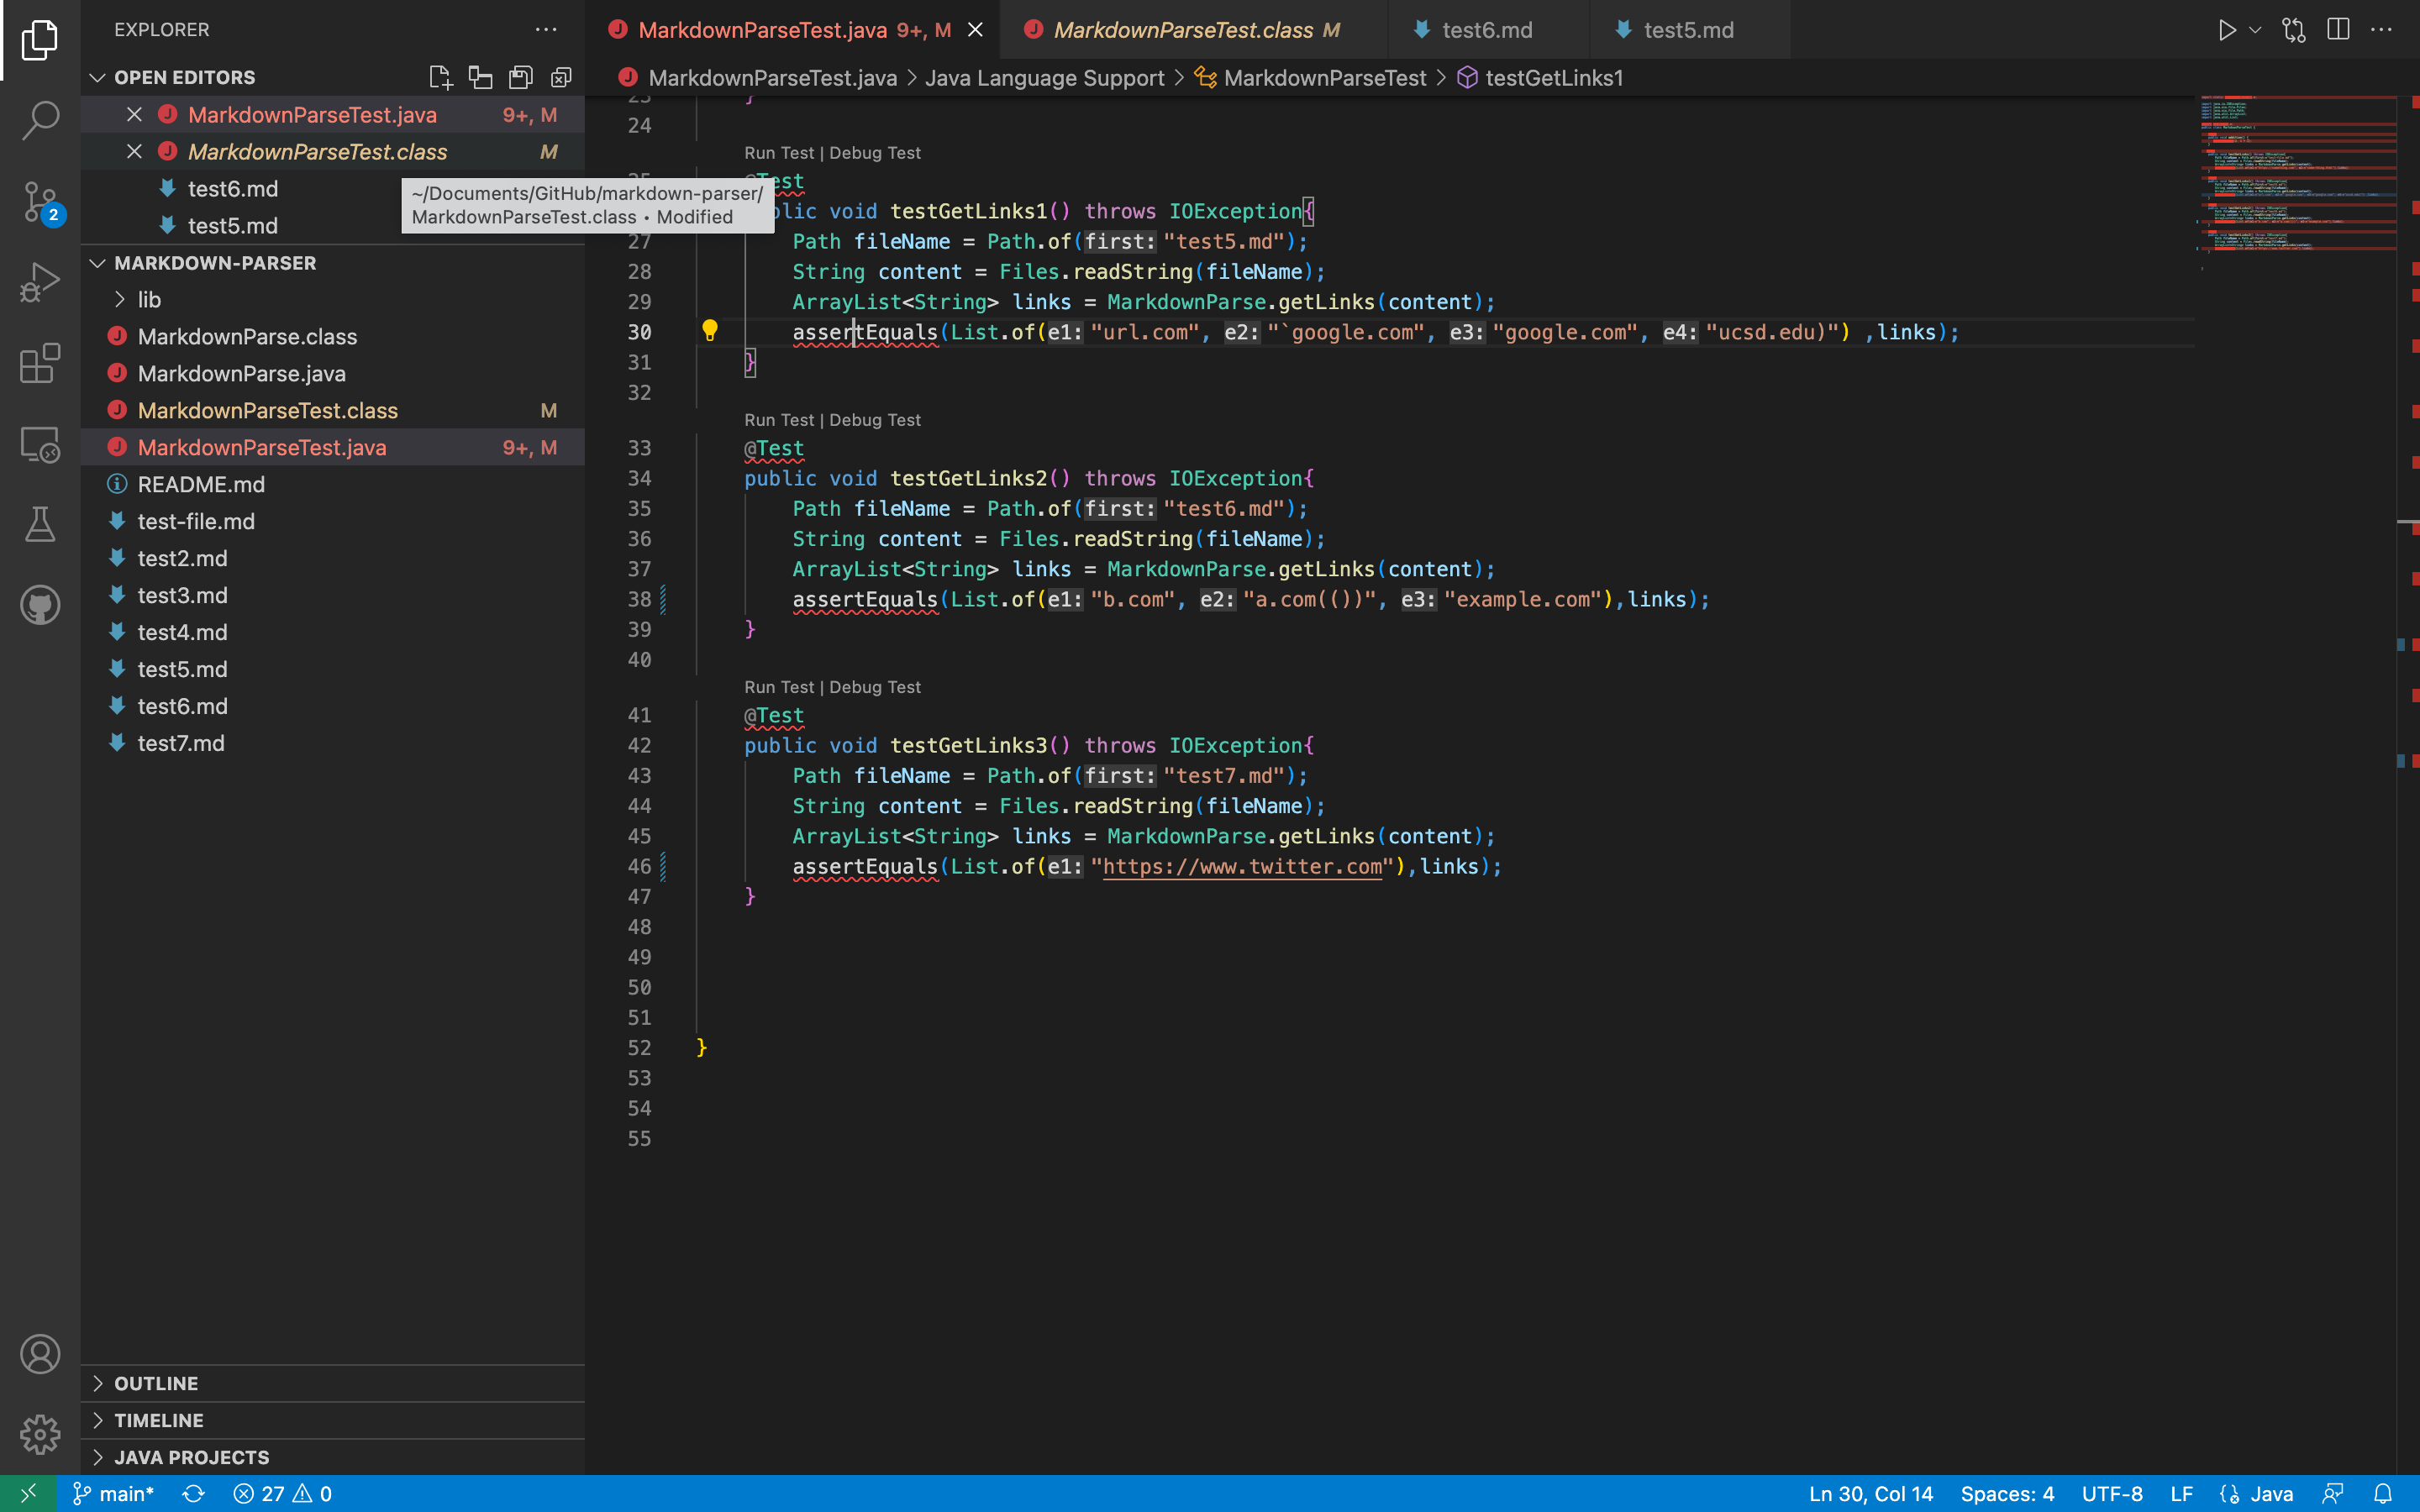 EXPLORER
OPEN EDITORS
MarkdownParseTest.java 9+, M
MarkdownParseTest.class M
test6.md
test5.md
~/Documents/GitHub/markdown-parser/
MarkdownParseTest.class • Modified
MARKDOWN-PARSER
lib
MarkdownParse.class
MarkdownParse.java
MarkdownParseTest.class M
MarkdownParseTest.java 9+, M
README.md
test-file.md
test2.md
test3.md
test4.md
test5.md
test6.md
test7.md
OUTLINE
TIMELINE
JAVA PROJECTS
2
MarkdownParseTest.java 9+, M
MarkdownParseTest.class M
test6.md
test5.md
MarkdownParseTest.java > Java Language Support > MarkdownParseTest > testGetLinks1
23 }
24
Run Test | Debug Test
25 @Test
public void testGetLinks1() throws IOException{
27 Path fileName = Path.of(first: "test5.md");
28 String content = Files.readString(fileName);
29 ArrayList<String> links = MarkdownParse.getLinks(content);
30 assertEquals(List.of(e1: "url.com", e2: "`google.com", e3: "google.com", e4: "ucsd.edu)") ,links);
31 }
32
Run Test | Debug Test
33 @Test
34 public void testGetLinks2() throws IOException{
35 Path fileName = Path.of(first: "test6.md");
36 String content = Files.readString(fileName);
37 ArrayList<String> links = MarkdownParse.getLinks(content);
38 assertEquals(List.of(e1: "b.com", e2: "a.com(())", e3: "example.com"),links);
39 }
40
Run Test | Debug Test
41 @Test
42 public void testGetLinks3() throws IOException{
43 Path fileName = Path.of(first: "test7.md");
44 String content = Files.readString(fileName);
45 ArrayList<String> links = MarkdownParse.getLinks(content);
46 assertEquals(List.of(e1: "https://www.twitter.com"),links);
47 }
48
49
50
51
52 }
53
54
55
main* 27 0
Ln 30, Col 14 Spaces: 4 UTF-8 LF Java